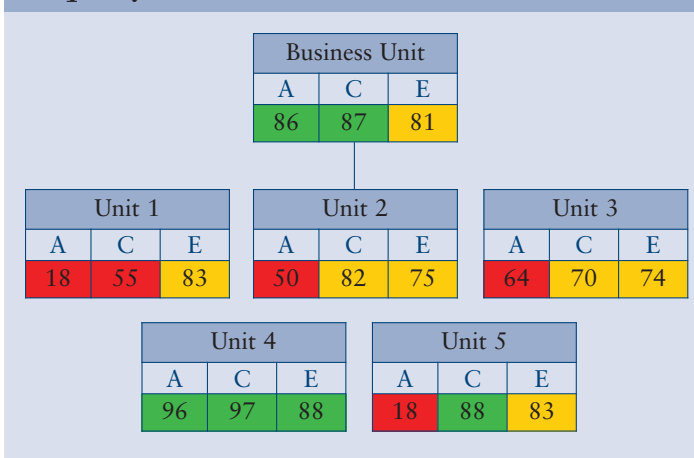 Business Unit
A C E
86 87 81
Unit 1 Unit 2 Unit 3
A C E A C E A C E
18 55 83 50 82 75 64 70 74
Unit 4 Unit 5
A C E A C E
96 97 88 18 88 83